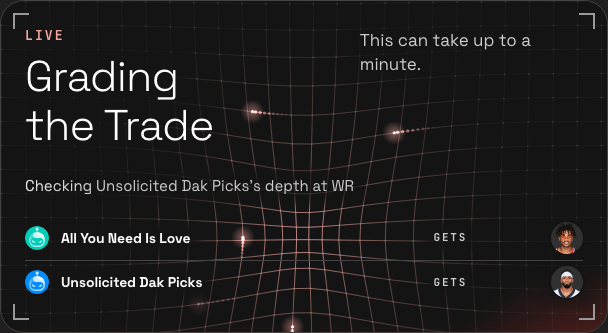 LIVE
This can take up to a
minute.
Grading
the Trade
Checking Unsolicited Dak Picks's depth at WR
All You Need Is Love
GETS
Unsolicited Dak Picks
GETS